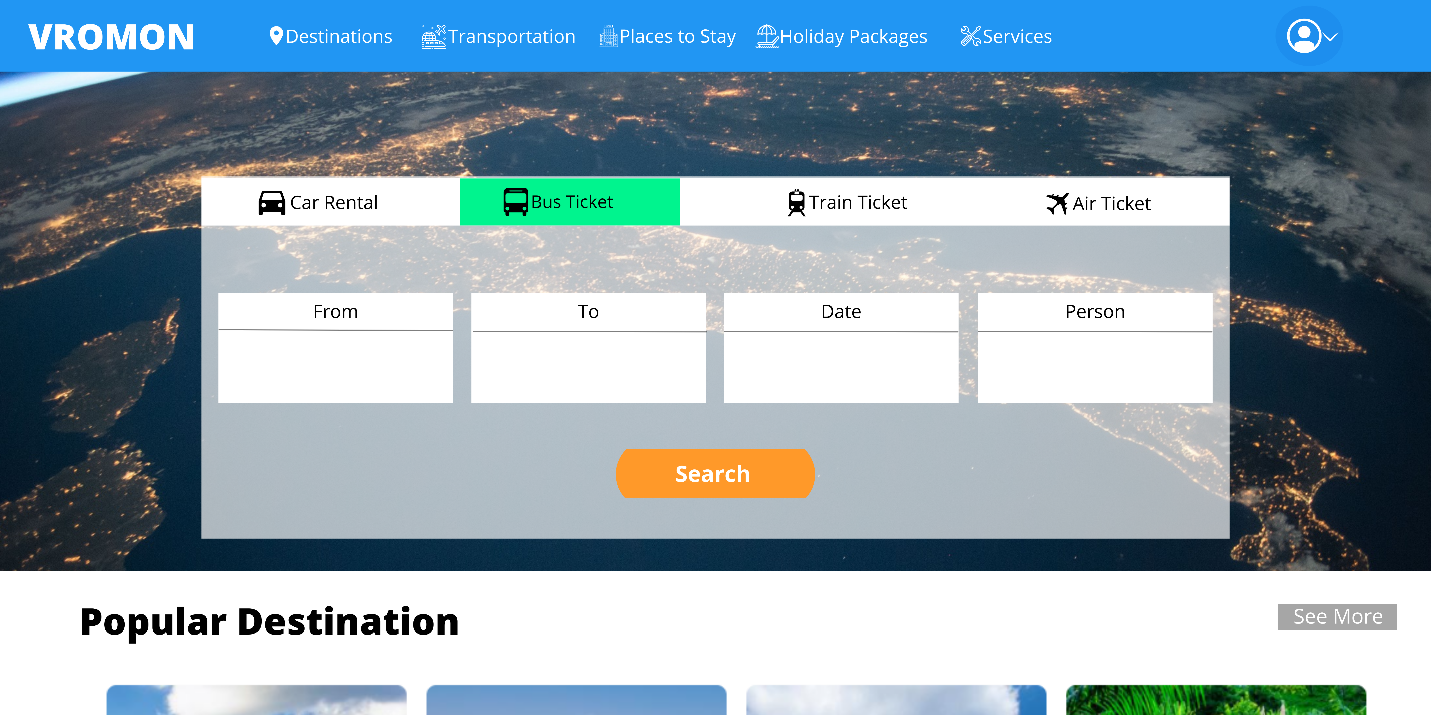 VROMON Destinations Transportation Places to Stay Holiday Packages Services
Car Rental Bus Ticket Train Ticket Air Ticket
From To Date Person
Search
Popular Destination See More